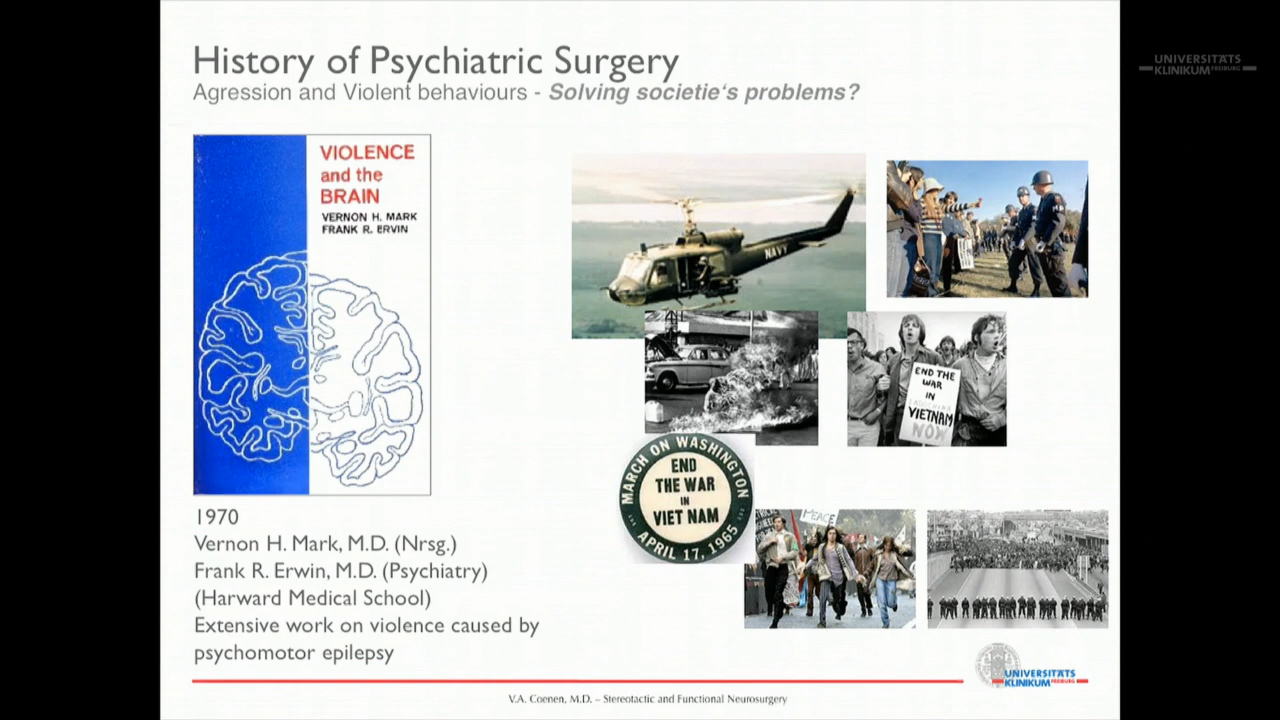 History of Psychiatric Surgery
Agression and Violent behaviours - Solving societie's problems?
UNIVERSITÄTS
KLINIKUM FREIBURG
VIOLENCE
and the
BRAIN
VERNON H. MARK
FRANK R. ERVIN
NAVY
END THE
WAR
IN
VIETNAM
NOW
MARCH ON WASHINGTON
END
THE WAR
IN
VIET NAM
APRIL 17, 1965
PEACE
1970
Vernon H. Mark, M.D. (Nrsg.)
Frank R. Erwin, M.D. (Psychiatry)
(Harward Medical School)
Extensive work on violence caused by
psychomotor epilepsy
UNIVERSITÄTS
KLINIKUM FREIBURG
V.A. Coenen, M.D. – Stereotactic and Functional Neurosurgery